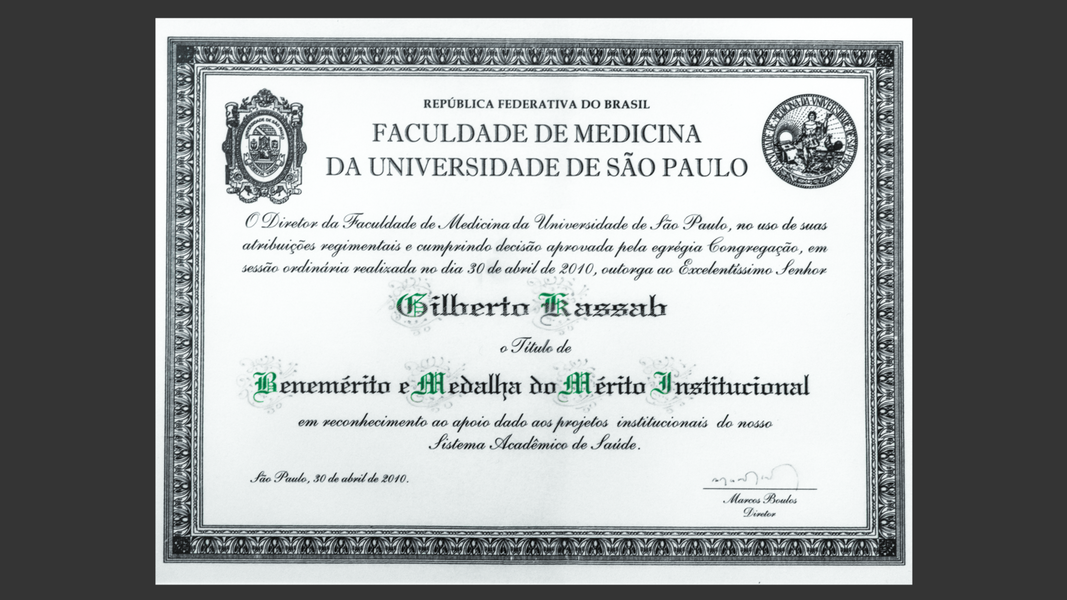 REPÚBLICA FEDERATIVA DO BRASIL
FACULDADE DE MEDICINA
DA UNIVERSIDADE DE SÃO PAULO
O Diretor da Faculdade de Medicina da Universidade de São Paulo, no uso de suas
atribuições regimentais e cumprindo decisão aprovada pela egrégia Congregação, em
sessão ordinária realizada no dia 30 de abril de 2010, outorga ao Excelentíssimo Senhor
Gilberto Kassab
o Título de
Benemérito e Medalha do Mérito Institucional
em reconhecimento ao apoio dado aos projetos institucionais do nosso
Sistema Acadêmico de Saúde.
São Paulo, 30 de abril de 2010.
Marcos Boulos
Diretor